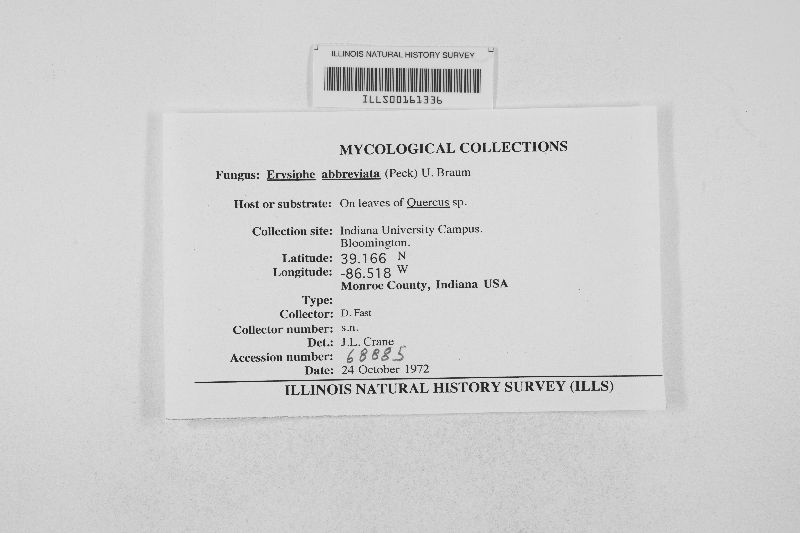 ILLINOIS NATURAL HISTORY SURVEY
ILLS00161336
MYCOLOGICAL COLLECTIONS
Fungus: Erysiphe abbreviata (Peck) U. Braum
Host or substrate: On leaves of Quercus sp.
Collection site: Indiana University Campus.
Bloomington.
Latitude: 39.166 N
Longitude: -86.518 W
Monroe County, Indiana USA
Type:
Collector: D. Fast
Collector number: s.n.
Det.: J.L. Crane
Accession number: 68885
Date: 24 October 1972
ILLINOIS NATURAL HISTORY SURVEY (ILLS)